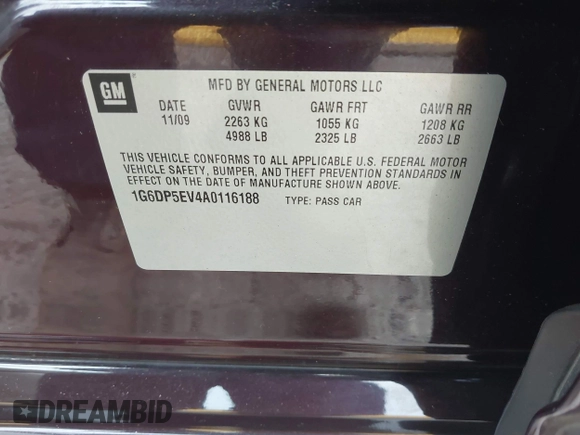 GM
MFD BY GENERAL MOTORS LLC
DATE GVWR GAWR FRT GAWR RR
11/09 2263 KG 1055 KG 1208 KG
4988 LB 2325 LB 2663 LB
THIS VEHICLE CONFORMS TO ALL APPLICABLE U.S. FEDERAL MOTOR
VEHICLE SAFETY, BUMPER, AND THEFT PREVENTION STANDARDS IN
EFFECT ON THE DATE OF MANUFACTURE SHOWN ABOVE.
1G6DP5EV4A0116188 TYPE: PASS CAR
DREAMBID